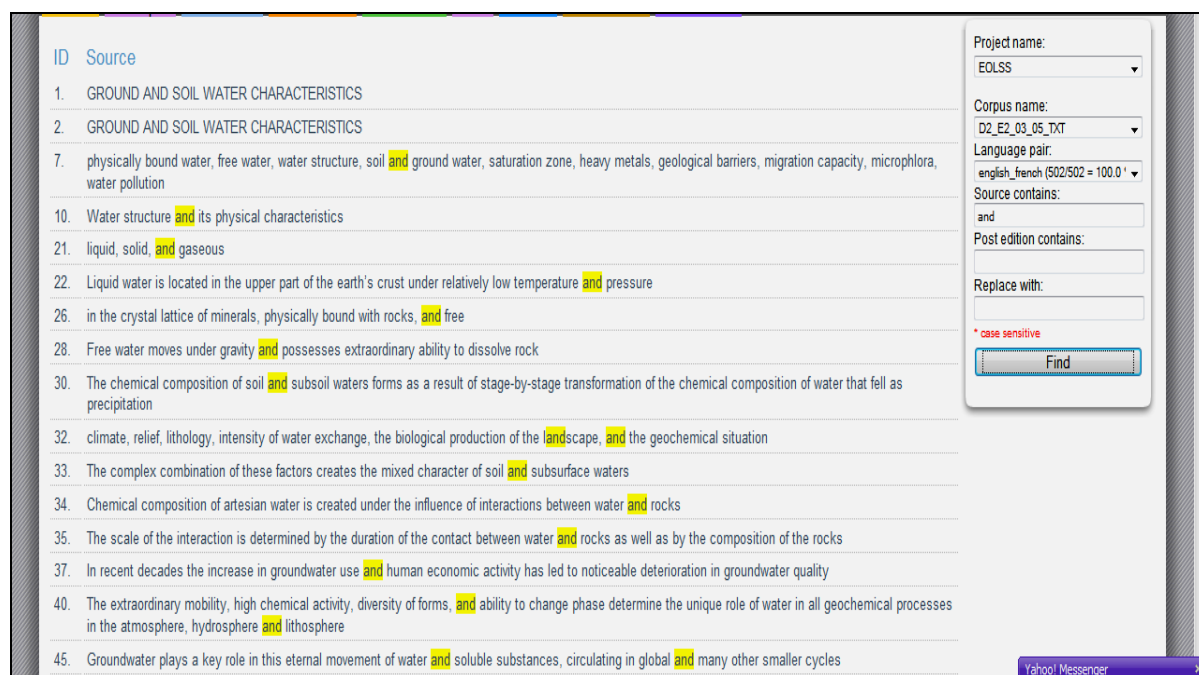 ID Source
1. GROUND AND SOIL WATER CHARACTERISTICS
2. GROUND AND SOIL WATER CHARACTERISTICS
7. physically bound water, free water, water structure, soil and ground water, saturation zone, heavy metals, geological barriers, migration capacity, microphlora,
water pollution
10. Water structure and its physical characteristics
21. liquid, solid, and gaseous
22. Liquid water is located in the upper part of the earth's crust under relatively low temperature and pressure
26. in the crystal lattice of minerals, physically bound with rocks, and free
28. Free water moves under gravity and possesses extraordinary ability to dissolve rock
30. The chemical composition of soil and subsoil waters forms as a result of stage-by-stage transformation of the chemical composition of water that fell as
precipitation
32. climate, relief, lithology, intensity of water exchange, the biological production of the landscape, and the geochemical situation
33. The complex combination of these factors creates the mixed character of soil and subsurface waters
34. Chemical composition of artesian water is created under the influence of interactions between water and rocks
35. The scale of the interaction is determined by the duration of the contact between water and rocks as well as by the composition of the rocks
37. In recent decades the increase in groundwater use and human economic activity has led to noticeable deterioration in groundwater quality
40. The extraordinary mobility, high chemical activity, diversity of forms, and ability to change phase determine the unique role of water in all geochemical processes
in the atmosphere, hydrosphere and lithosphere
45. Groundwater plays a key role in this eternal movement of water and soluble substances, circulating in global and many other smaller cycles
Project name:
EOLSS
Corpus name:
D2_E2_03_05_TXT
Language pair:
english_french (502/502 = 100.0 '
Source contains:
and
Post edition contains:
Replace with:
* case sensitive
Find
Yahoo! Messenger